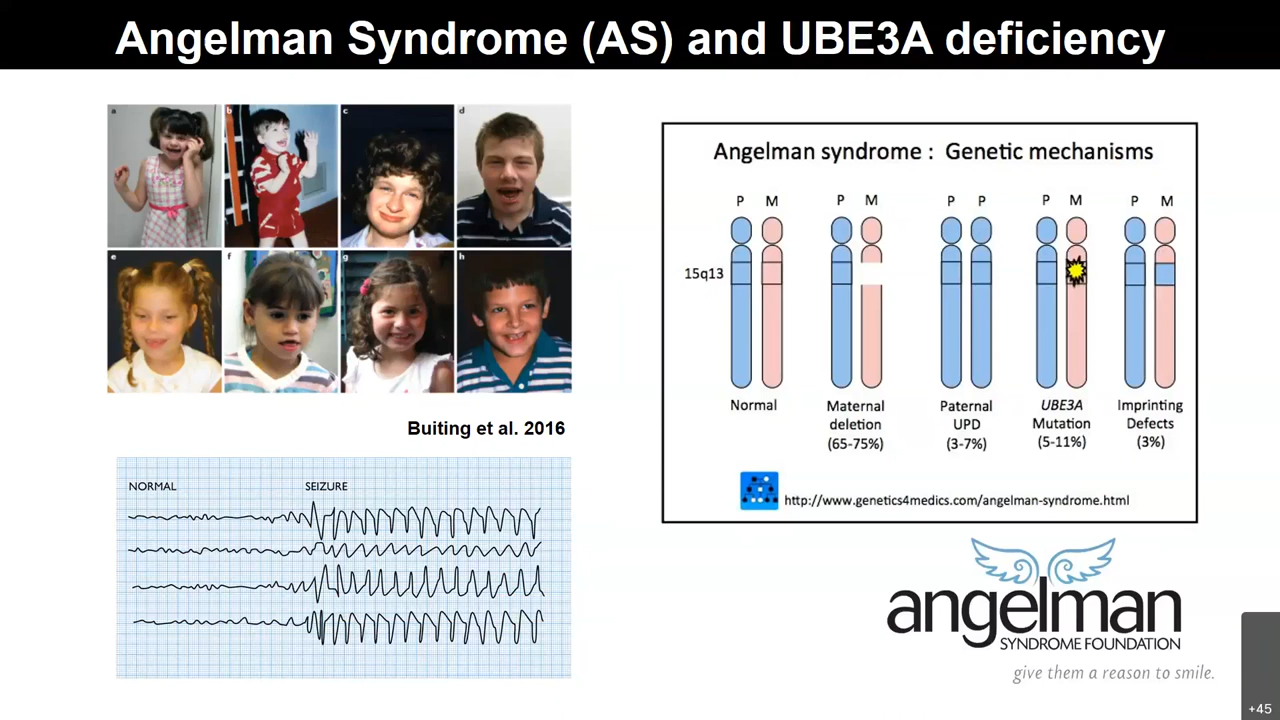 Angelman Syndrome (AS) and UBE3A deficiency
a b c d
e f g h
Buiting et al. 2016
NORMAL SEIZURE
Angelman syndrome : Genetic mechanisms
P M P M P P P M P M
15q13
Normal
Maternal
deletion
(65-75%)
Paternal
UPD
(3-7%)
UBE3A
Mutation
(5-11%)
Imprinting
Defects
(3%)
http://www.genetics4medics.com/angelman-syndrome.html
angelman
SYNDROME FOUNDATION
give them a reason to smile.
+45